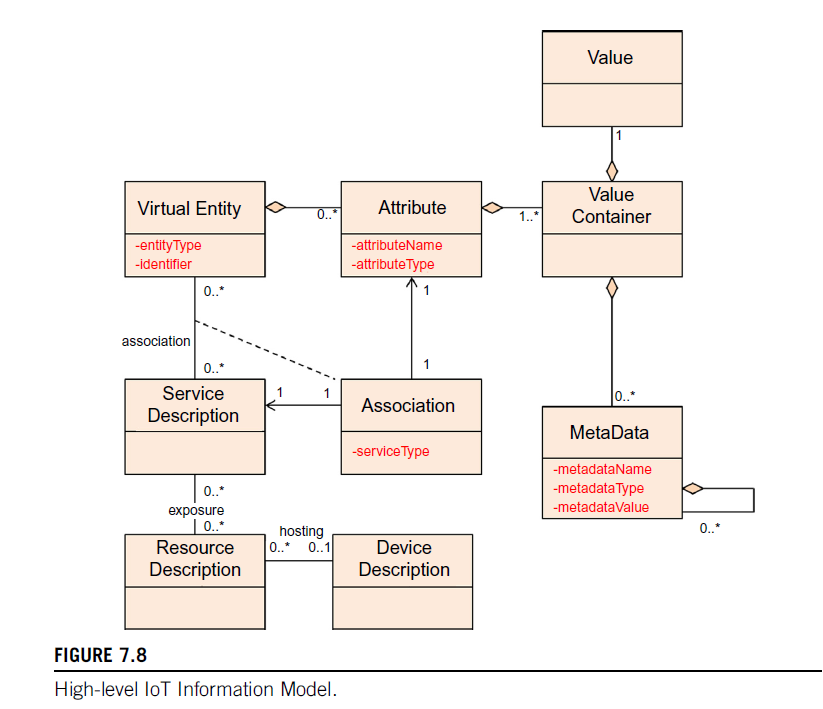 Value
1
Virtual Entity
-entityType
-identifier
0..*
Attribute
-attributeName
-attributeType
1..*
Value
Container
0..*
association
0..*
1
1
Service
Description
1
1
Association
-serviceType
0..*
MetaData
-metadataName
-metadataType
-metadataValue
0..*
0..*
exposure
0..*
hosting
0..*
0..1
Resource
Description
Device
Description
FIGURE 7.8
High-level IoT Information Model.